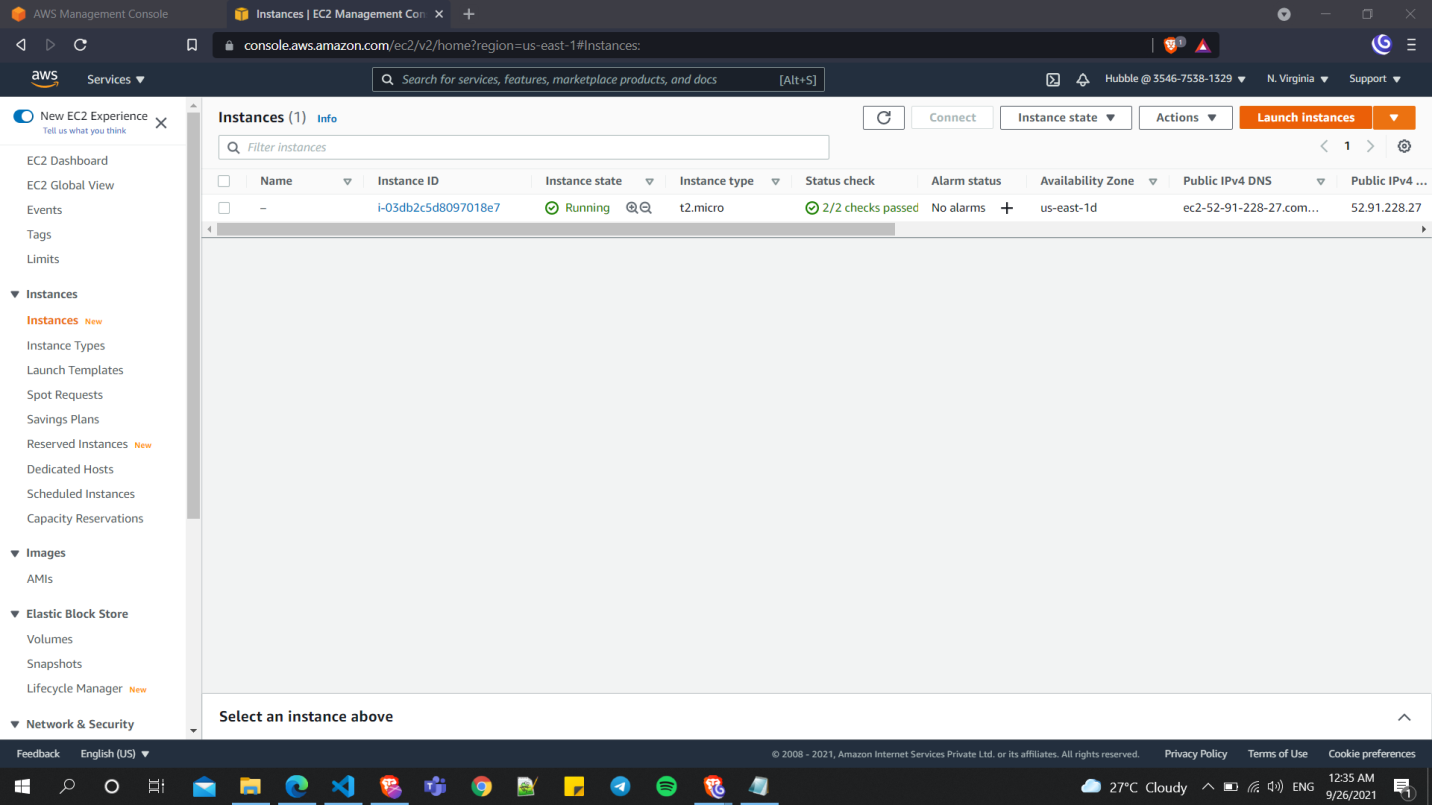 AWS Management Console
Instances | EC2 Management Con
console.aws.amazon.com/ec2/v2/home?region=us-east-1#Instances:
1
aws
Services
Search for services, features, marketplace products, and docs
[Alt+S]
Hubble @ 3546-7538-1329
N. Virginia
Support
New EC2 Experience
Tell us what you think
EC2 Dashboard
EC2 Global View
Events
Tags
Limits
Instances
Instances New
Instance Types
Launch Templates
Spot Requests
Savings Plans
Reserved Instances New
Dedicated Hosts
Scheduled Instances
Capacity Reservations
Images
AMIs
Elastic Block Store
Volumes
Snapshots
Lifecycle Manager New
Network & Security
Instances (1) Info
Connect
Instance state
Actions
Launch instances
Filter instances
1
Name Instance ID Instance state Instance type Status check Alarm status Availability Zone Public IPv4 DNS Public IPv4 ...
– i-03db2c5d8097018e7 Running t2.micro 2/2 checks passed No alarms + us-east-1d ec2-52-91-228-27.com... 52.91.228.27
Select an instance above
Feedback
English (US)
© 2008 - 2021, Amazon Internet Services Private Ltd. or its affiliates. All rights reserved.
Privacy Policy
Terms of Use
Cookie preferences
27°C Cloudy
ENG
12:35 AM
9/26/2021
1